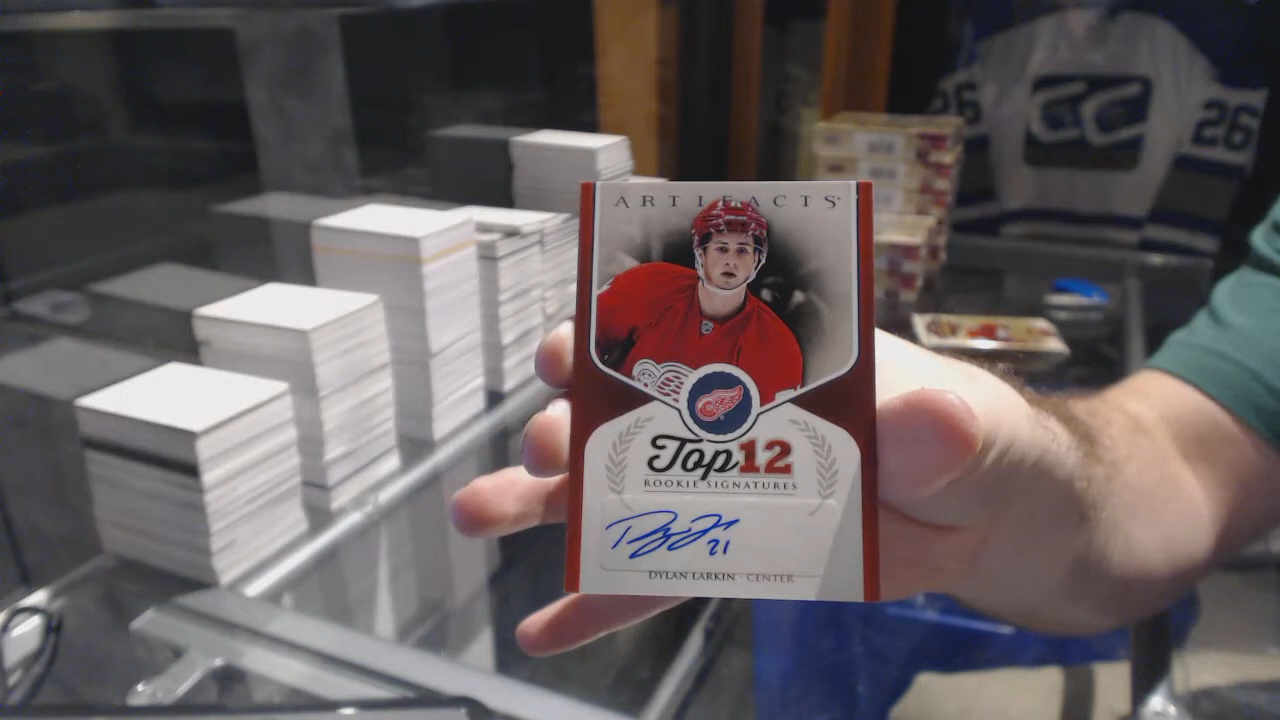 ARTIFACTS
Top 12
ROOKIE SIGNATURES
21
DYLAN LARKIN · CENTER
26
26